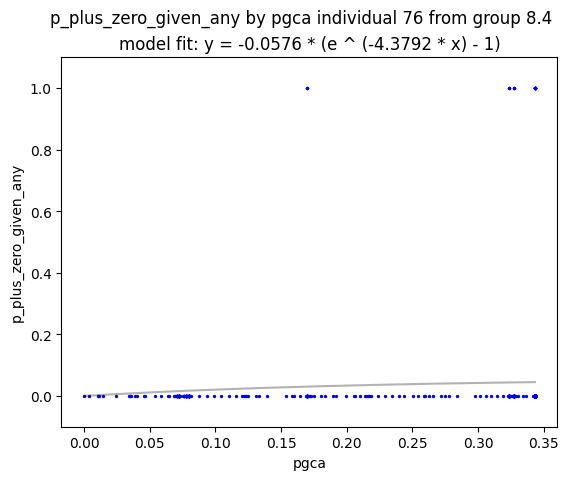 p_plus_zero_given_any by pgca individual 76 from group 8.4
model fit: y = -0.0576 * (e ^ (-4.3792 * x) - 1)
1.0
0.8
0.6
0.4
0.2
0.0
p_plus_zero_given_any
0.00 0.05 0.10 0.15 0.20 0.25 0.30 0.35
pgca